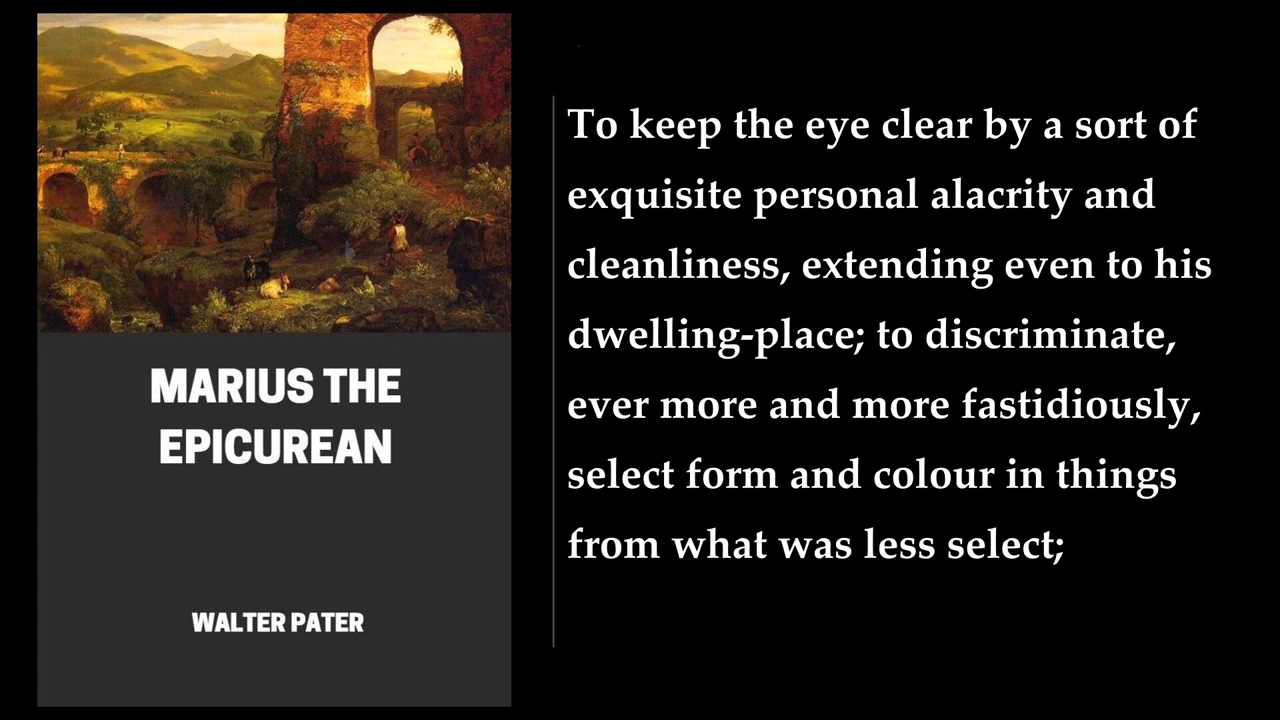 MARIUS THE
EPICUREAN
WALTER PATER
To keep the eye clear by a sort of
exquisite personal alacrity and
cleanliness, extending even to his
dwelling-place; to discriminate,
ever more and more fastidiously,
select form and colour in things
from what was less select;